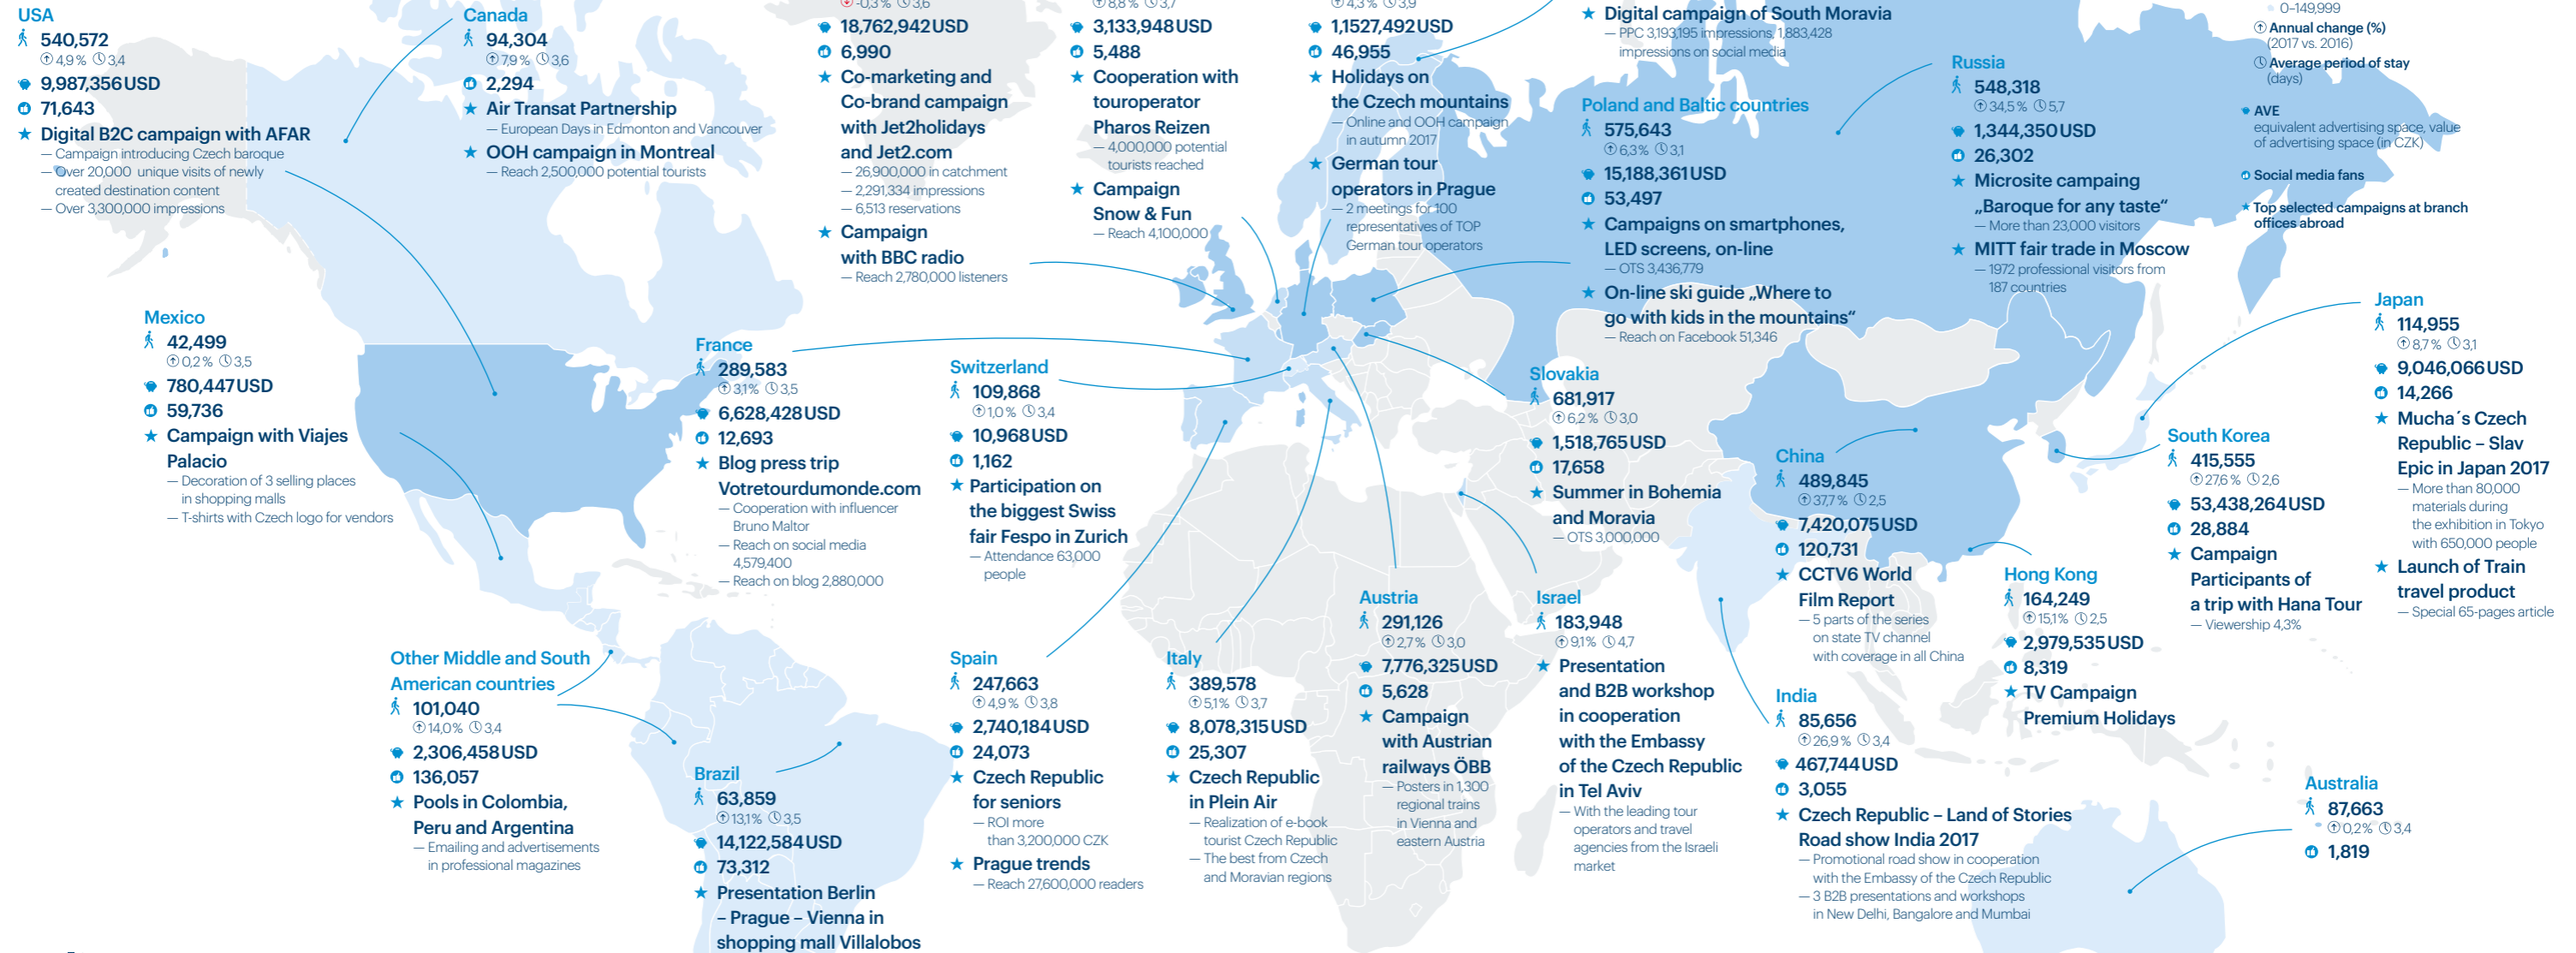 USA
540,572
4,9 % 3,4
9,987,356 USD
71,643
Digital B2C campaign with AFAR
— Campaign introducing Czech baroque
— Over 20,000 unique visits of newly
created destination content
— Over 3,300,000 impressions
Canada
94,304
7,9 % 3,6
2,294
Air Transat Partnership
— European Days in Edmonton and Vancouver
OOH campaign in Montreal
— Reach 2,500,000 potential tourists
-0,3 % 3,6
18,762,942 USD
6,990
Co-marketing and
Co-brand campaign
with Jet2holidays
and Jet2.com
— 26,900,000 in catchment
— 2,291,334 impressions
— 6,513 reservations
Campaign
with BBC radio
— Reach 2,780,000 listeners
8,8 % 3,7
3,133,948 USD
5,488
Cooperation with
touroperator
Pharos Reizen
— 4,000,000 potential
tourists reached
Campaign
Snow & Fun
— Reach 4,100,000
4,3 % 3,9
1,1527,492 USD
46,955
Holidays on
the Czech mountains
— Online and OOH campaign
in autumn 2017
German tour
operators in Prague
— 2 meetings for 100
representatives of TOP
German tour operators
Digital campaign of South Moravia
— PPC 3,193,195 impressions, 1,883,428
impressions on social media
Poland and Baltic countries
575,643
6,3 % 3,1
15,188,361 USD
53,497
Campaigns on smartphones,
LED screens, on-line
— OTS 3,436,779
On-line ski guide „Where to
go with kids in the mountains“
— Reach on Facebook 51,346
Russia
548,318
34,5 % 5,7
1,344,350 USD
26,302
Microsite campaing
„Baroque for any taste“
— More than 23,000 visitors
MITT fair trade in Moscow
— 1972 professional visitors from
187 countries
0–149,999
Annual change (%)
(2017 vs. 2016)
Average period of stay
(days)
AVE
equivalent advertising space, value
of advertising space (in CZK)
Social media fans
Top selected campaigns at branch
offices abroad
Mexico
42,499
0,2 % 3,5
780,447 USD
59,736
Campaign with Viajes
Palacio
— Decoration of 3 selling places
in shopping malls
— T-shirts with Czech logo for vendors
France
289,583
3,1 % 3,5
6,628,428 USD
12,693
Blog press trip
Votretourdumonde.com
— Cooperation with influencer
Bruno Maltor
— Reach on social media
4,579,400
— Reach on blog 2,880,000
Switzerland
109,868
1,0 % 3,4
10,968 USD
1,162
Participation on
the biggest Swiss
fair Fespo in Zurich
— Attendance 63,000
people
Slovakia
681,917
6,2 % 3,0
1,518,765 USD
17,658
Summer in Bohemia
and Moravia
— OTS 3,000,000
China
489,845
37,7 % 2,5
7,420,075 USD
120,731
CCTV6 World
Film Report
— 5 parts of the series
on state TV channel
with coverage in all China
Hong Kong
164,249
15,1 % 2,5
2,979,535 USD
8,319
TV Campaign
Premium Holidays
South Korea
415,555
27,6 % 2,6
53,438,264 USD
28,884
Campaign
Participants of
a trip with Hana Tour
— Viewership 4,3%
Japan
114,955
8,7 % 3,1
9,046,066 USD
14,266
Mucha´s Czech
Republic – Slav
Epic in Japan 2017
— More than 80,000
materials during
the exhibition in Tokyo
with 650,000 people
Launch of Train
travel product
— Special 65-pages article
Other Middle and South
American countries
101,040
14,0 % 3,4
2,306,458 USD
136,057
Pools in Colombia,
Peru and Argentina
— Emailing and advertisements
in professional magazines
Brazil
63,859
13,1 % 3,5
14,122,584 USD
73,312
Presentation Berlin
– Prague – Vienna in
shopping mall Villalobos
Spain
247,663
4,9 % 3,8
2,740,184 USD
24,073
Czech Republic
for seniors
— ROI more
than 3,200,000 CZK
Prague trends
— Reach 27,600,000 readers
Italy
389,578
5,1 % 3,7
8,078,315 USD
25,307
Czech Republic
in Plein Air
— Realization of e-book
tourist Czech Republic
— The best from Czech
and Moravian regions
Austria
291,126
2,7 % 3,0
7,776,325 USD
5,628
Campaign
with Austrian
railways ÖBB
— Posters in 1,300
regional trains
in Vienna and
eastern Austria
Israel
183,948
9,1 % 4,7
Presentation
and B2B workshop
in cooperation
with the Embassy
of the Czech Republic
in Tel Aviv
— With the leading tour
operators and travel
agencies from the Israeli
market
India
85,656
26,9 % 3,4
467,744 USD
3,055
Czech Republic – Land of Stories
Road show India 2017
— Promotional road show in cooperation
with the Embassy of the Czech Republic
— 3 B2B presentations and workshops
in New Delhi, Bangalore and Mumbai
Australia
87,663
0,2 % 3,4
1,819